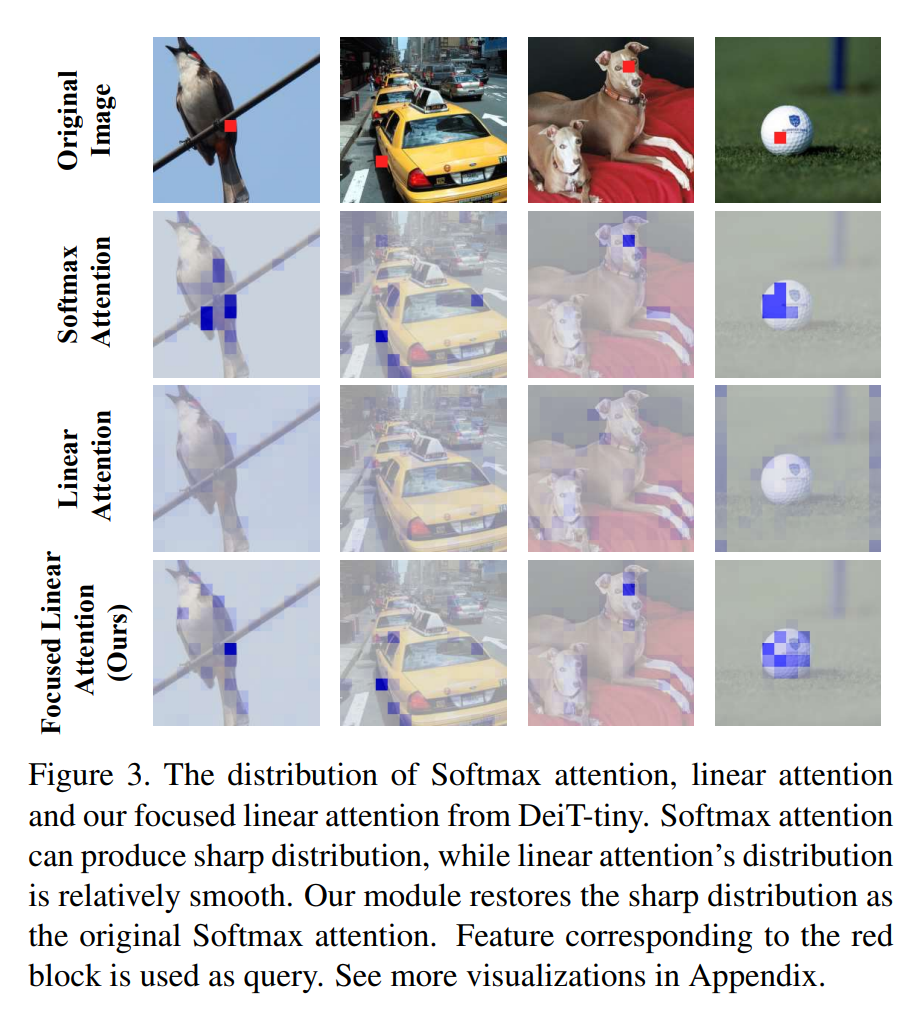 Original
Image
Softmax
Attention
Linear
Attention
Focused Linear
Attention
(Ours)
Figure 3. The distribution of Softmax attention, linear attention
and our focused linear attention from DeiT-tiny. Softmax attention
can produce sharp distribution, while linear attention's distribution
is relatively smooth. Our module restores the sharp distribution as
the original Softmax attention. Feature corresponding to the red
block is used as query. See more visualizations in Appendix.